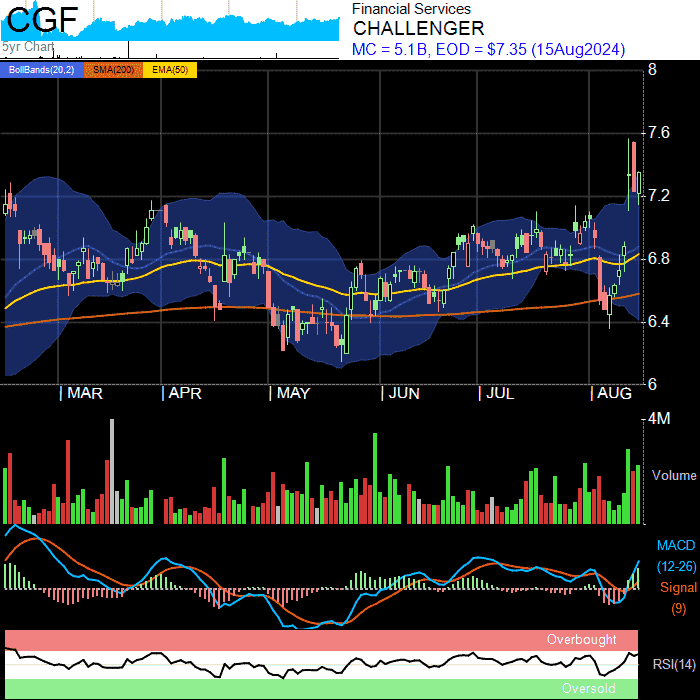 CGF
5yr Chart
Financial Services
CHALLENGER
MC = 5.1B, EOD = $7.35 (15Aug2024)
BollBands(20,2) SMA(200) EMA(50)
8
7.6
7.2
6.8
6.4
6
MAR APR MAY JUN JUL AUG
4M
Volume
MACD
(12-26)
Signal
(9)
Overbought
RSI(14)
Oversold